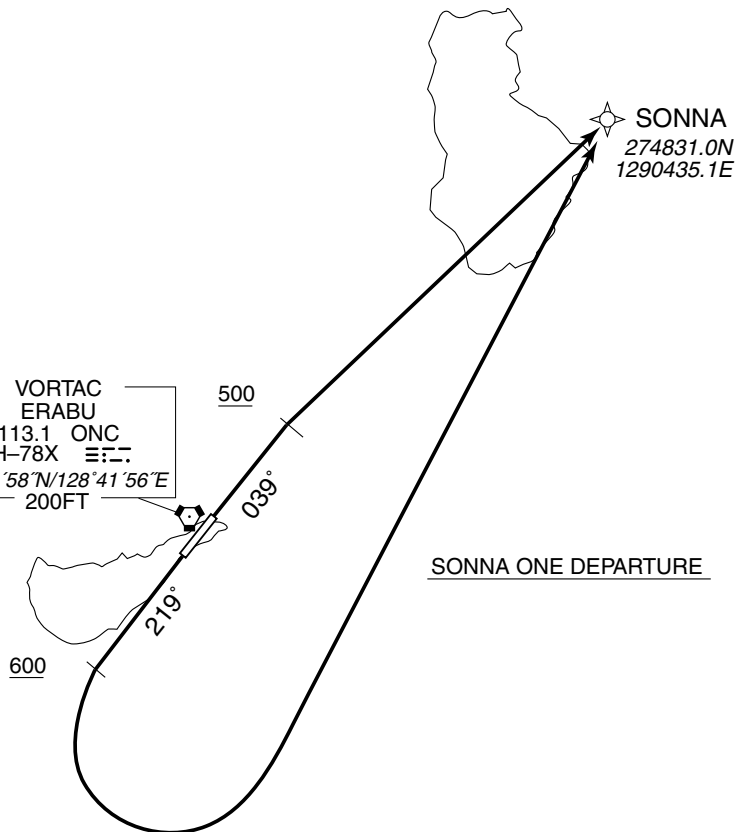 SONNA
274831.0N
1290435.1E
VORTAC
ERABU
113.1 ONC
H–78X
´58˝N/128°41´56˝E
200FT
500
039°
219°
600
SONNA ONE DEPARTURE